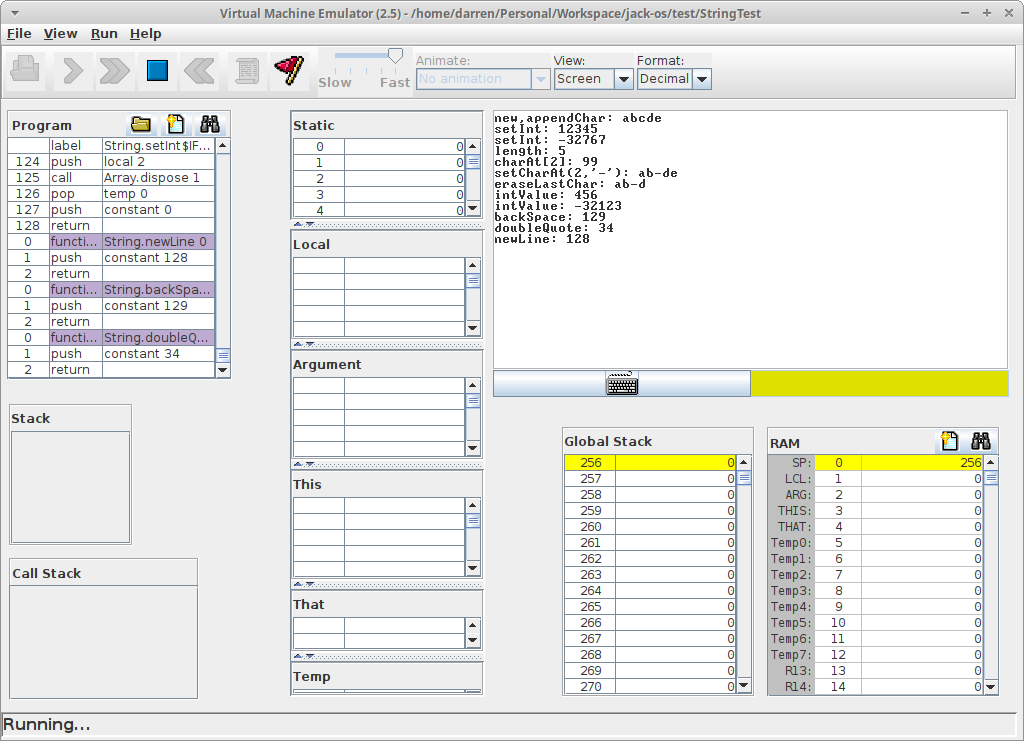 Virtual Machine Emulator (2.5) - /home/darren/Personal/Workspace/jack-os/test/StringTest
File View Run Help
Slow Fast
Animate:
No animation
View:
Screen
Format:
Decimal
Program
label String.setInt$IF...
124 push local 2
125 call Array.dispose 1
126 pop temp 0
127 push constant 0
128 return
0 functi... String.newLine 0
1 push constant 128
2 return
0 functi... String.backSpa...
1 push constant 129
2 return
0 functi... String.doubleQ...
1 push constant 34
2 return
Stack
Call Stack
Static
0 0
1 0
2 0
3 0
4 0
Local
Argument
This
That
Temp
new,appendChar: abcde
setInt: 12345
setInt: -32767
length: 5
charAt[2]: 99
setCharAt(2,'-'): ab-de
eraseLastChar: ab-d
intValue: 456
intValue: -32123
backSpace: 129
doubleQuote: 34
newLine: 128
Global Stack
256 0
257 0
258 0
259 0
260 0
261 0
262 0
263 0
264 0
265 0
266 0
267 0
268 0
269 0
270 0
RAM
SP: 0 256
LCL: 1 0
ARG: 2 0
THIS: 3 0
THAT: 4 0
Temp0: 5 0
Temp1: 6 0
Temp2: 7 0
Temp3: 8 0
Temp4: 9 0
Temp5: 10 0
Temp6: 11 0
Temp7: 12 0
R13: 13 0
R14: 14 0
Running...